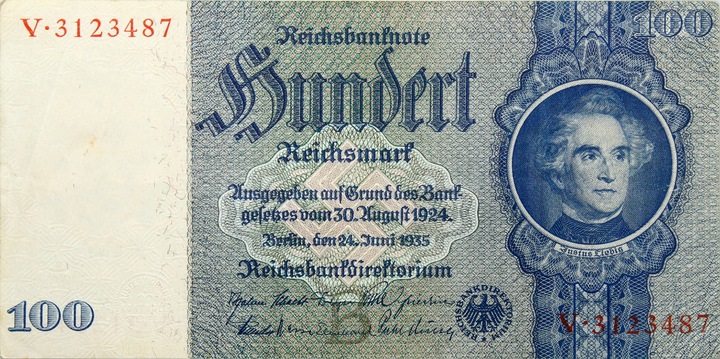 V·3123487
Reichsbanknote
100
Hundert
Reichsmark
Ausgegeben auf Grund des Bank-
gesetzes vom 30. August 1924.
Berlin, den 24. Juni 1935
Reichsbankdirektorium
Justus Liebig
REICHSBANKDIREKTORIUM
B
100
V·3123487